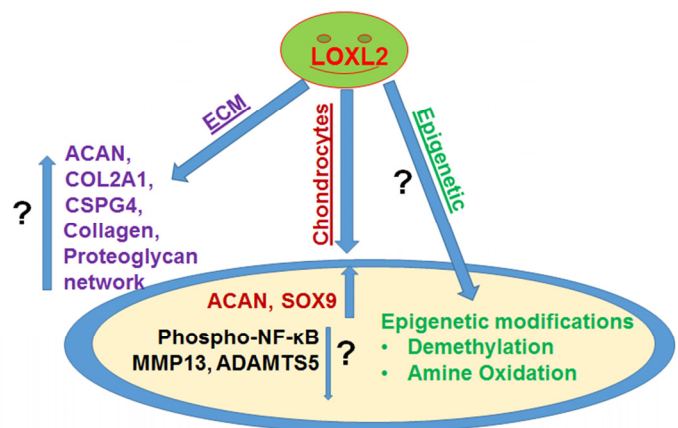 LOXL2
ECM
Chondrocytes
Epigenetic
?
?
ACAN,
COL2A1,
CSPG4,
Collagen,
Proteoglycan
network
ACAN, SOX9
Phospho-NF-κB
MMP13, ADAMTS5
?
Epigenetic modifications
• Demethylation
• Amine Oxidation